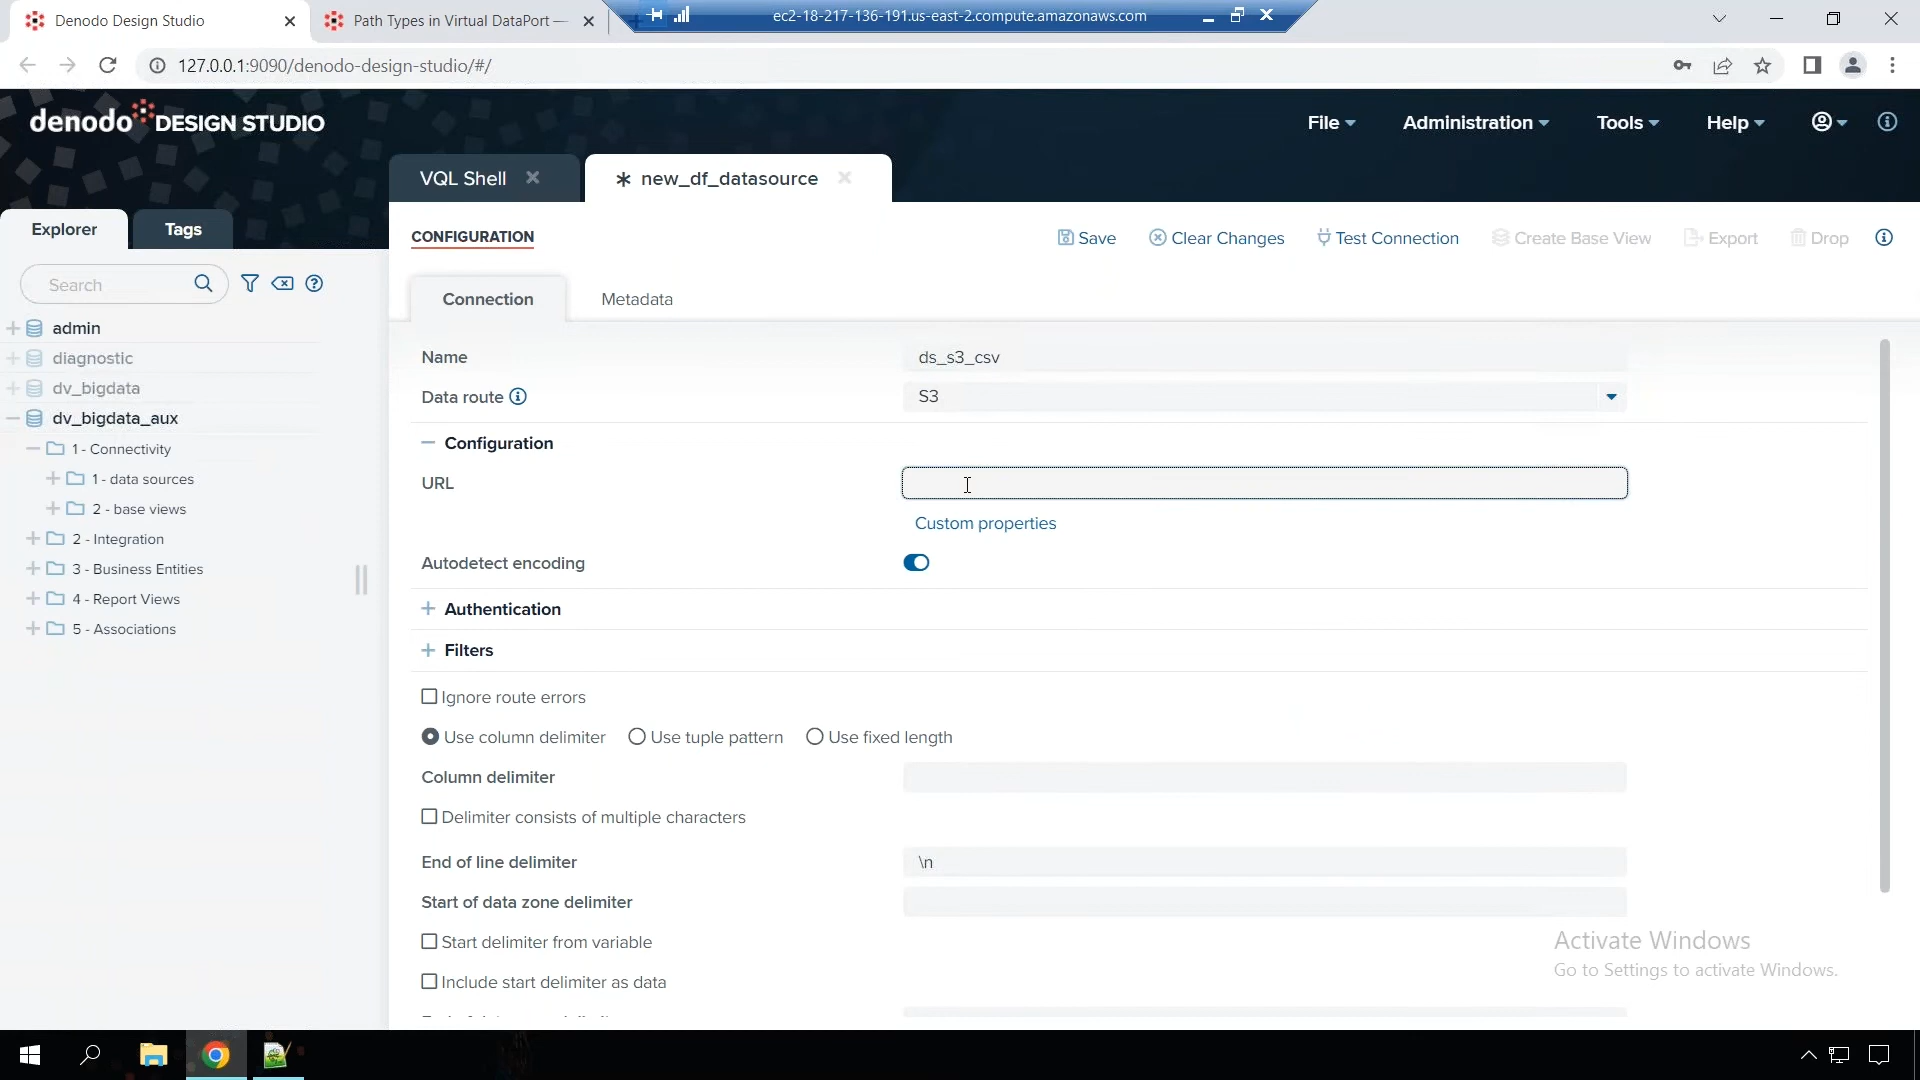 Denodo Design Studio
Path Types in Virtual DataPort —
ec2-18-217-136-191.us-east-2.compute.amazonaws.com
127.0.0.1:9090/denodo-design-studio/#/
denodo DESIGN STUDIO
File
Administration
Tools
Help
VQL Shell
* new_df_datasource
Explorer
Tags
CONFIGURATION
Save
Clear Changes
Test Connection
Create Base View
Export
Drop
Search
Connection
Metadata
admin
diagnostic
dv_bigdata
dv_bigdata_aux
1 - Connectivity
1 - data sources
2 - base views
2 - Integration
3 - Business Entities
4 - Report Views
5 - Associations
Name
ds_s3_csv
Data route
S3
Configuration
URL
Custom properties
Autodetect encoding
Authentication
Filters
Ignore route errors
Use column delimiter
Use tuple pattern
Use fixed length
Column delimiter
Delimiter consists of multiple characters
End of line delimiter
\n
Start of data zone delimiter
Start delimiter from variable
Include start delimiter as data
Activate Windows
Go to Settings to activate Windows.